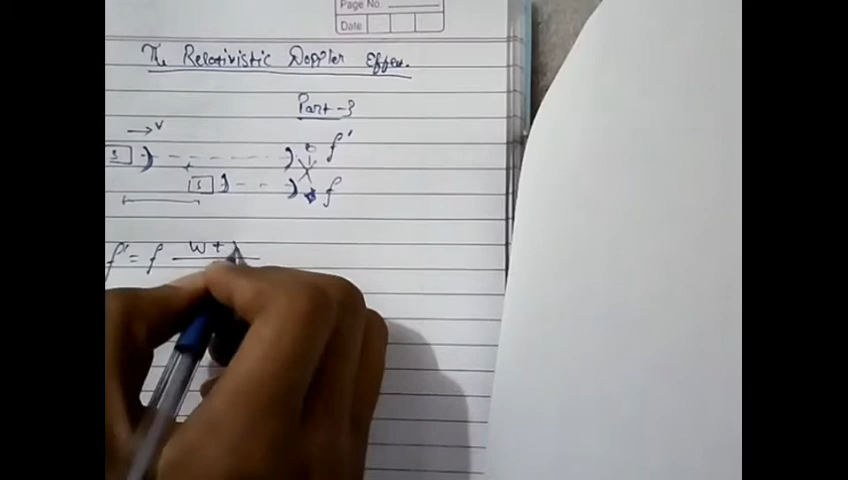 Page No.
Date
The Relativistic Doppler Effect.
Part-3
→ v
S f'
S f
f' = f w +